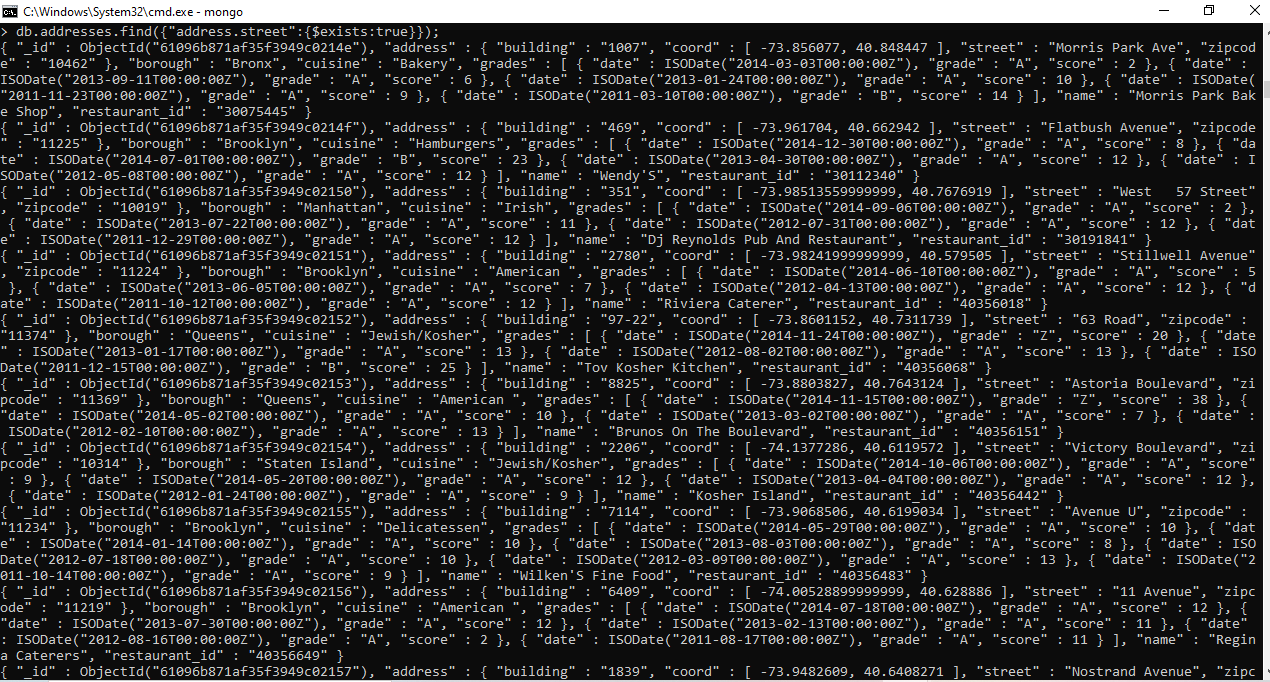 C:\Windows\System32\cmd.exe - mongo
> db.addresses.find({"address.street":{$exists:true}});
{ "_id" : ObjectId("61096b871af35f3949c0214e"), "address" : { "building" : "1007", "coord" : [ -73.856077, 40.848447 ], "street" : "Morris Park Ave", "zipcod
e" : "10462" }, "borough" : "Bronx", "cuisine" : "Bakery", "grades" : [ { "date" : ISODate("2014-03-03T00:00:00Z"), "grade" : "A", "score" : 2 }, { "date" :
ISODate("2013-09-11T00:00:00Z"), "grade" : "A", "score" : 6 }, { "date" : ISODate("2013-01-24T00:00:00Z"), "grade" : "A", "score" : 10 }, { "date" : ISODate(
"2011-11-23T00:00:00Z"), "grade" : "A", "score" : 9 }, { "date" : ISODate("2011-03-10T00:00:00Z"), "grade" : "B", "score" : 14 } ], "name" : "Morris Park Bak
e Shop", "restaurant_id" : "30075445" }
{ "_id" : ObjectId("61096b871af35f3949c0214f"), "address" : { "building" : "469", "coord" : [ -73.961704, 40.662942 ], "street" : "Flatbush Avenue", "zipcode
" : "11225" }, "borough" : "Brooklyn", "cuisine" : "Hamburgers", "grades" : [ { "date" : ISODate("2014-12-30T00:00:00Z"), "grade" : "A", "score" : 8 }, { "da
te" : ISODate("2014-07-01T00:00:00Z"), "grade" : "B", "score" : 23 }, { "date" : ISODate("2013-04-30T00:00:00Z"), "grade" : "A", "score" : 12 }, { "date" : I
SODate("2012-05-08T00:00:00Z"), "grade" : "A", "score" : 12 } ], "name" : "Wendy'S", "restaurant_id" : "30112340" }
{ "_id" : ObjectId("61096b871af35f3949c02150"), "address" : { "building" : "351", "coord" : [ -73.98513559999999, 40.7676919 ], "street" : "West   57 Street"
, "zipcode" : "10019" }, "borough" : "Manhattan", "cuisine" : "Irish", "grades" : [ { "date" : ISODate("2014-09-06T00:00:00Z"), "grade" : "A", "score" : 2 },
 { "date" : ISODate("2013-07-22T00:00:00Z"), "grade" : "A", "score" : 11 }, { "date" : ISODate("2012-07-31T00:00:00Z"), "grade" : "A", "score" : 12 }, { "dat
e" : ISODate("2011-12-29T00:00:00Z"), "grade" : "A", "score" : 12 } ], "name" : "Dj Reynolds Pub And Restaurant", "restaurant_id" : "30191841" }
{ "_id" : ObjectId("61096b871af35f3949c02151"), "address" : { "building" : "2780", "coord" : [ -73.98241999999999, 40.579505 ], "street" : "Stillwell Avenue"
, "zipcode" : "11224" }, "borough" : "Brooklyn", "cuisine" : "American ", "grades" : [ { "date" : ISODate("2014-06-10T00:00:00Z"), "grade" : "A", "score" : 5
 }, { "date" : ISODate("2013-06-05T00:00:00Z"), "grade" : "A", "score" : 7 }, { "date" : ISODate("2012-04-13T00:00:00Z"), "grade" : "A", "score" : 12 }, { "d
ate" : ISODate("2011-10-12T00:00:00Z"), "grade" : "A", "score" : 12 } ], "name" : "Riviera Caterer", "restaurant_id" : "40356018" }
{ "_id" : ObjectId("61096b871af35f3949c02152"), "address" : { "building" : "97-22", "coord" : [ -73.8601152, 40.7311739 ], "street" : "63 Road", "zipcode" :
"11374" }, "borough" : "Queens", "cuisine" : "Jewish/Kosher", "grades" : [ { "date" : ISODate("2014-11-24T00:00:00Z"), "grade" : "Z", "score" : 20 }, { "date
" : ISODate("2013-01-17T00:00:00Z"), "grade" : "A", "score" : 13 }, { "date" : ISODate("2012-08-02T00:00:00Z"), "grade" : "A", "score" : 13 }, { "date" : ISO
Date("2011-12-15T00:00:00Z"), "grade" : "B", "score" : 25 } ], "name" : "Tov Kosher Kitchen", "restaurant_id" : "40356068" }
{ "_id" : ObjectId("61096b871af35f3949c02153"), "address" : { "building" : "8825", "coord" : [ -73.8803827, 40.7643124 ], "street" : "Astoria Boulevard", "zi
pcode" : "11369" }, "borough" : "Queens", "cuisine" : "American ", "grades" : [ { "date" : ISODate("2014-11-15T00:00:00Z"), "grade" : "Z", "score" : 38 }, {
"date" : ISODate("2014-05-02T00:00:00Z"), "grade" : "A", "score" : 10 }, { "date" : ISODate("2013-03-02T00:00:00Z"), "grade" : "A", "score" : 7 }, { "date" :
 ISODate("2012-02-10T00:00:00Z"), "grade" : "A", "score" : 13 } ], "name" : "Brunos On The Boulevard", "restaurant_id" : "40356151" }
{ "_id" : ObjectId("61096b871af35f3949c02154"), "address" : { "building" : "2206", "coord" : [ -74.1377286, 40.6119572 ], "street" : "Victory Boulevard", "zi
pcode" : "10314" }, "borough" : "Staten Island", "cuisine" : "Jewish/Kosher", "grades" : [ { "date" : ISODate("2014-10-06T00:00:00Z"), "grade" : "A", "score"
 : 9 }, { "date" : ISODate("2014-05-20T00:00:00Z"), "grade" : "A", "score" : 12 }, { "date" : ISODate("2013-04-04T00:00:00Z"), "grade" : "A", "score" : 12 },
 { "date" : ISODate("2012-01-24T00:00:00Z"), "grade" : "A", "score" : 9 } ], "name" : "Kosher Island", "restaurant_id" : "40356442" }
{ "_id" : ObjectId("61096b871af35f3949c02155"), "address" : { "building" : "7114", "coord" : [ -73.9068506, 40.6199034 ], "street" : "Avenue U", "zipcode" :
"11234" }, "borough" : "Brooklyn", "cuisine" : "Delicatessen", "grades" : [ { "date" : ISODate("2014-05-29T00:00:00Z"), "grade" : "A", "score" : 10 }, { "dat
e" : ISODate("2014-01-14T00:00:00Z"), "grade" : "A", "score" : 10 }, { "date" : ISODate("2013-08-03T00:00:00Z"), "grade" : "A", "score" : 8 }, { "date" : ISO
Date("2012-07-18T00:00:00Z"), "grade" : "A", "score" : 10 }, { "date" : ISODate("2012-03-09T00:00:00Z"), "grade" : "A", "score" : 13 }, { "date" : ISODate("2
011-10-14T00:00:00Z"), "grade" : "A", "score" : 9 } ], "name" : "Wilken'S Fine Food", "restaurant_id" : "40356483" }
{ "_id" : ObjectId("61096b871af35f3949c02156"), "address" : { "building" : "6409", "coord" : [ -74.00528899999999, 40.628886 ], "street" : "11 Avenue", "zipc
ode" : "11219" }, "borough" : "Brooklyn", "cuisine" : "American ", "grades" : [ { "date" : ISODate("2014-07-18T00:00:00Z"), "grade" : "A", "score" : 12 }, {
"date" : ISODate("2013-07-30T00:00:00Z"), "grade" : "A", "score" : 12 }, { "date" : ISODate("2013-02-13T00:00:00Z"), "grade" : "A", "score" : 11 }, { "date"
: ISODate("2012-08-16T00:00:00Z"), "grade" : "A", "score" : 2 }, { "date" : ISODate("2011-08-17T00:00:00Z"), "grade" : "A", "score" : 11 } ], "name" : "Regin
a Caterers", "restaurant_id" : "40356649" }
{ "_id" : ObjectId("61096b871af35f3949c02157"), "address" : { "building" : "1839", "coord" : [ -73.9482609, 40.6408271 ], "street" : "Nostrand Avenue", "zipc